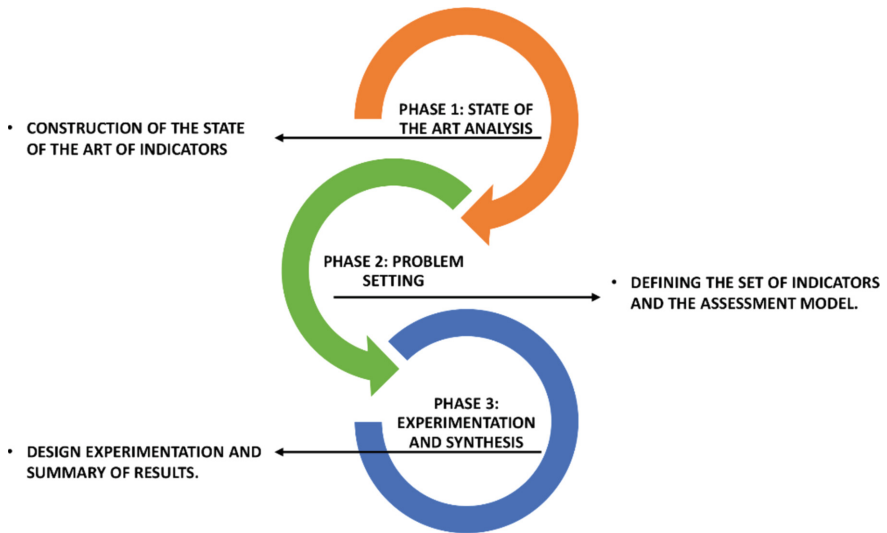 PHASE 1: STATE OF
THE ART ANALYSIS
• CONSTRUCTION OF THE STATE
OF THE ART OF INDICATORS
PHASE 2: PROBLEM
SETTING
• DEFINING THE SET OF INDICATORS
AND THE ASSESSMENT MODEL.
PHASE 3:
EXPERIMENTATION
AND SYNTHESIS
• DESIGN EXPERIMENTATION AND
SUMMARY OF RESULTS.